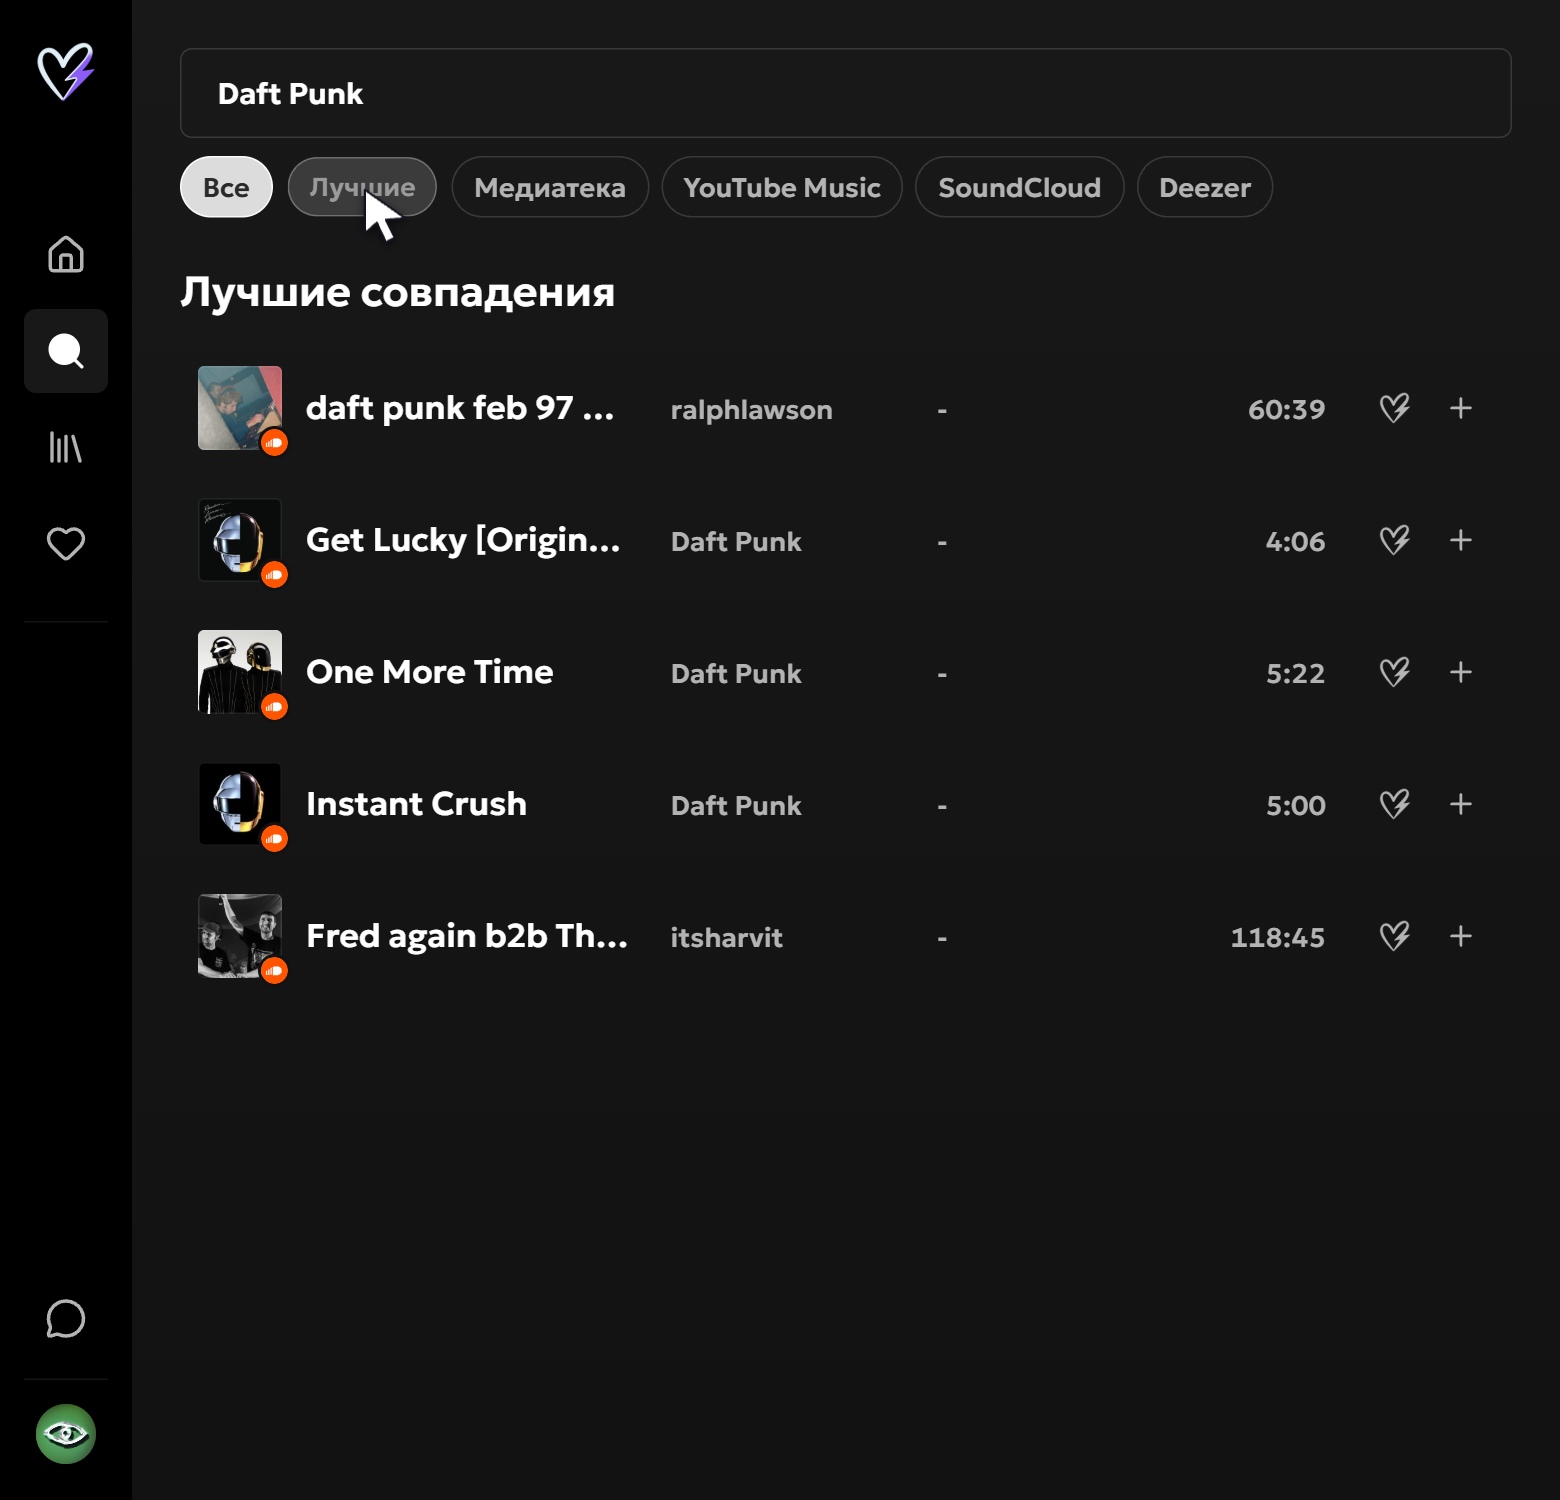 Daft Punk
Все Лучшие Медиатека YouTube Music SoundCloud Deezer
Лучшие совпадения
daft punk feb 97 ... ralphlawson - 60:39
Get Lucky [Origin... Daft Punk - 4:06
One More Time Daft Punk - 5:22
Instant Crush Daft Punk - 5:00
Fred again b2b Th... itsharvit - 118:45